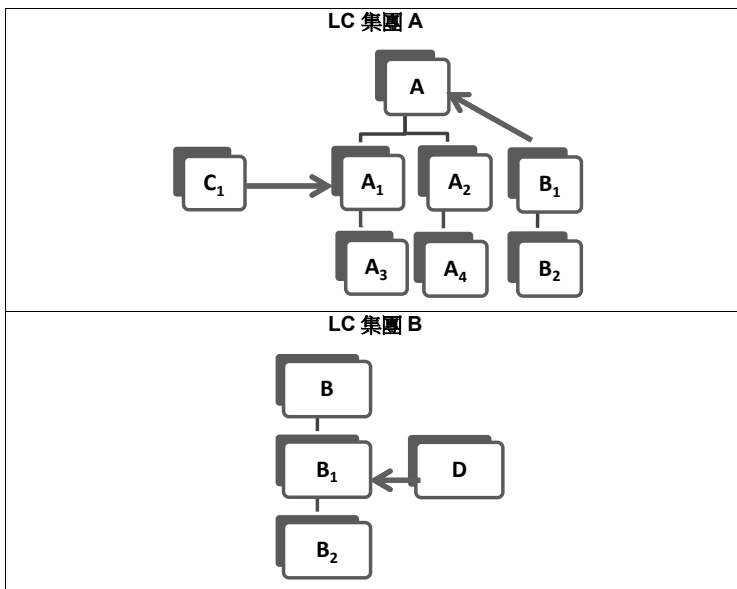 LC 集團 A
A
C₁ A₁ A₂ B₁
A₃ A₄ B₂
LC 集團 B
B
B₁ D
B₂